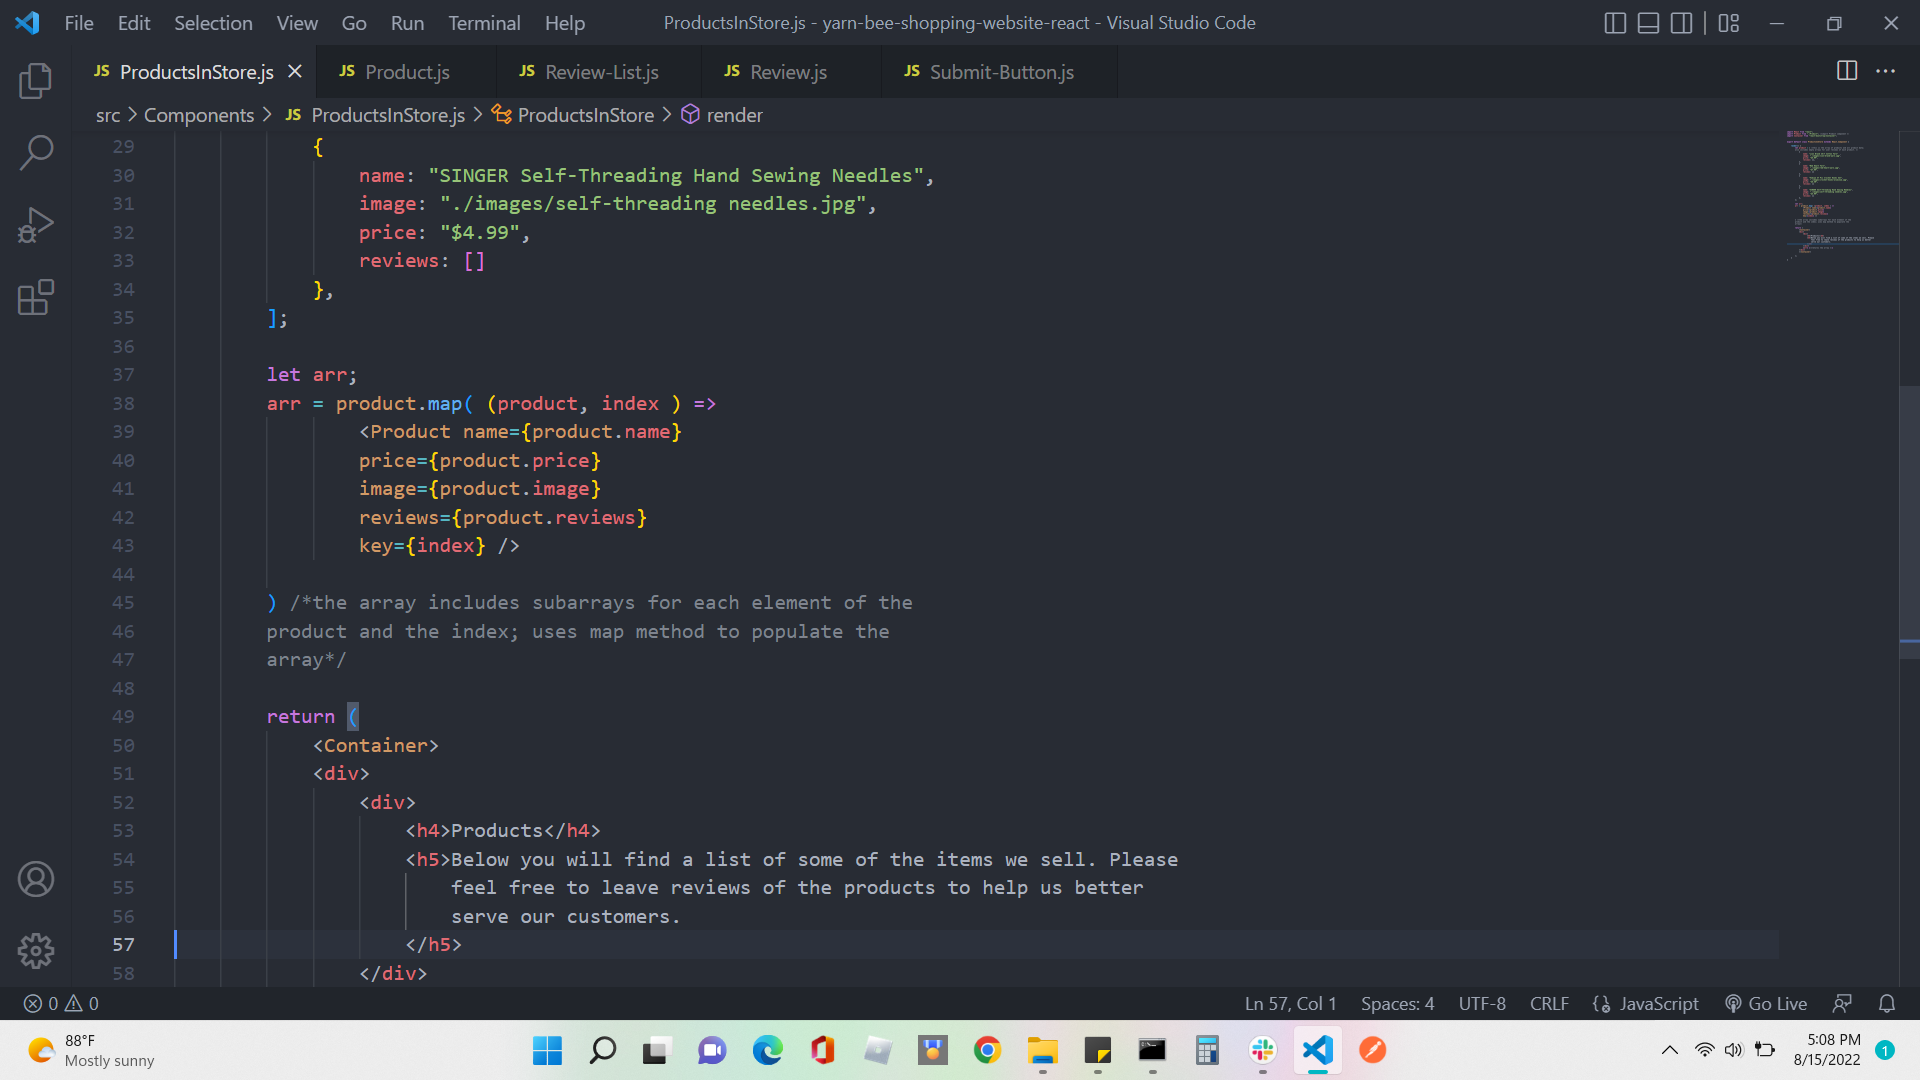 File Edit Selection View Go Run Terminal Help ProductsInStore.js - yarn-bee-shopping-website-react - Visual Studio Code
JS ProductsInStore.js JS Product.js JS Review-List.js JS Review.js JS Submit-Button.js
src > Components > JS ProductsInStore.js > ProductsInStore > render
29 {
30 name: "SINGER Self-Threading Hand Sewing Needles",
31 image: "./images/self-threading needles.jpg",
32 price: "$4.99",
33 reviews: []
34 },
35 ];
36
37 let arr;
38 arr = product.map( (product, index ) =>
39 <Product name={product.name}
40 price={product.price}
41 image={product.image}
42 reviews={product.reviews}
43 key={index} />
44
45 ) /*the array includes subarrays for each element of the
46 product and the index; uses map method to populate the
47 array*/
48
49 return (
50 <Container>
51 <div>
52 <div>
53 <h4>Products</h4>
54 <h5>Below you will find a list of some of the items we sell. Please
55 feel free to leave reviews of the products to help us better
56 serve our customers.
57 </h5>
58 </div>
0 0 Ln 57, Col 1 Spaces: 4 UTF-8 CRLF JavaScript Go Live
88°F
Mostly sunny
5:08 PM
8/15/2022
1